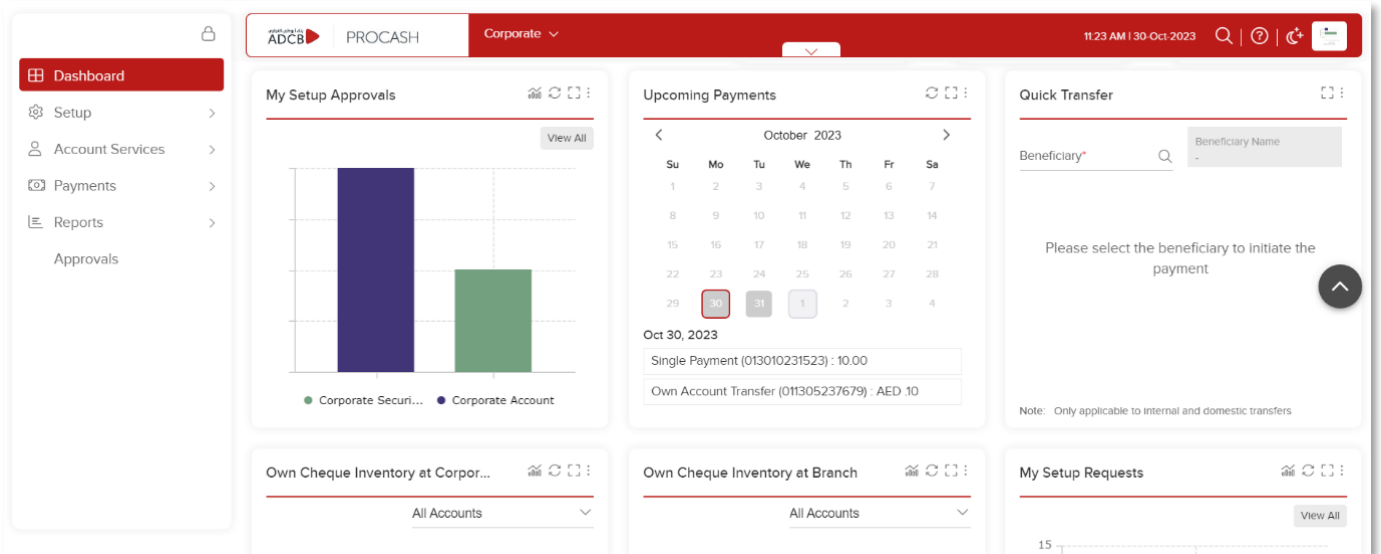 Dashboard
Setup
Account Services
Payments
Reports
Approvals
ADCB
PROCASH
Corporate
11:23 AM | 30-Oct-2023
My Setup Approvals
View All
Corporate Securi...
Corporate Account
Upcoming Payments
October 2023
Su Mo Tu We Th Fr Sa
1 2 3 4 5 6 7
8 9 10 11 12 13 14
15 16 17 18 19 20 21
22 23 24 25 26 27 28
29 30 31 1 2 3 4
Oct 30, 2023
Single Payment (013010231523) : 10.00
Own Account Transfer (011305237679) : AED .10
Quick Transfer
Beneficiary*
Beneficiary Name
-
Please select the beneficiary to initiate the
payment
Note: Only applicable to internal and domestic transfers
Own Cheque Inventory at Corpor...
All Accounts
Own Cheque Inventory at Branch
All Accounts
My Setup Requests
View All
15